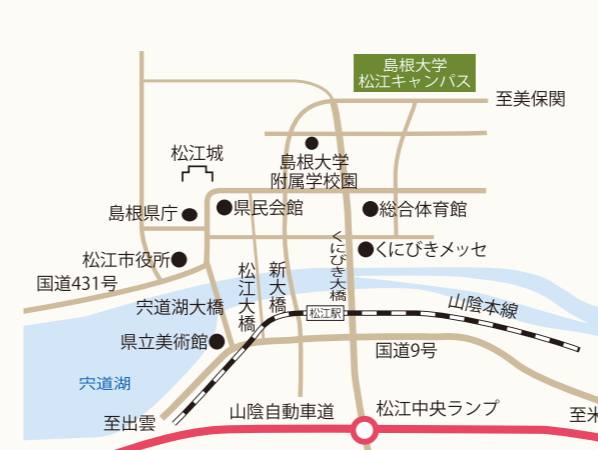 島根大学
松江キャンパス
至美保関
松江城
島根大学
附属学校園
島根県庁
県民会館
総合体育館
くにびきメッセ
松江市役所
国道431号
松江大橋
新大橋
くにびき大橋
宍道湖大橋
松江駅
山陰本線
県立美術館
国道9号
宍道湖
至出雲
山陰自動車道
松江中央ランプ
至米